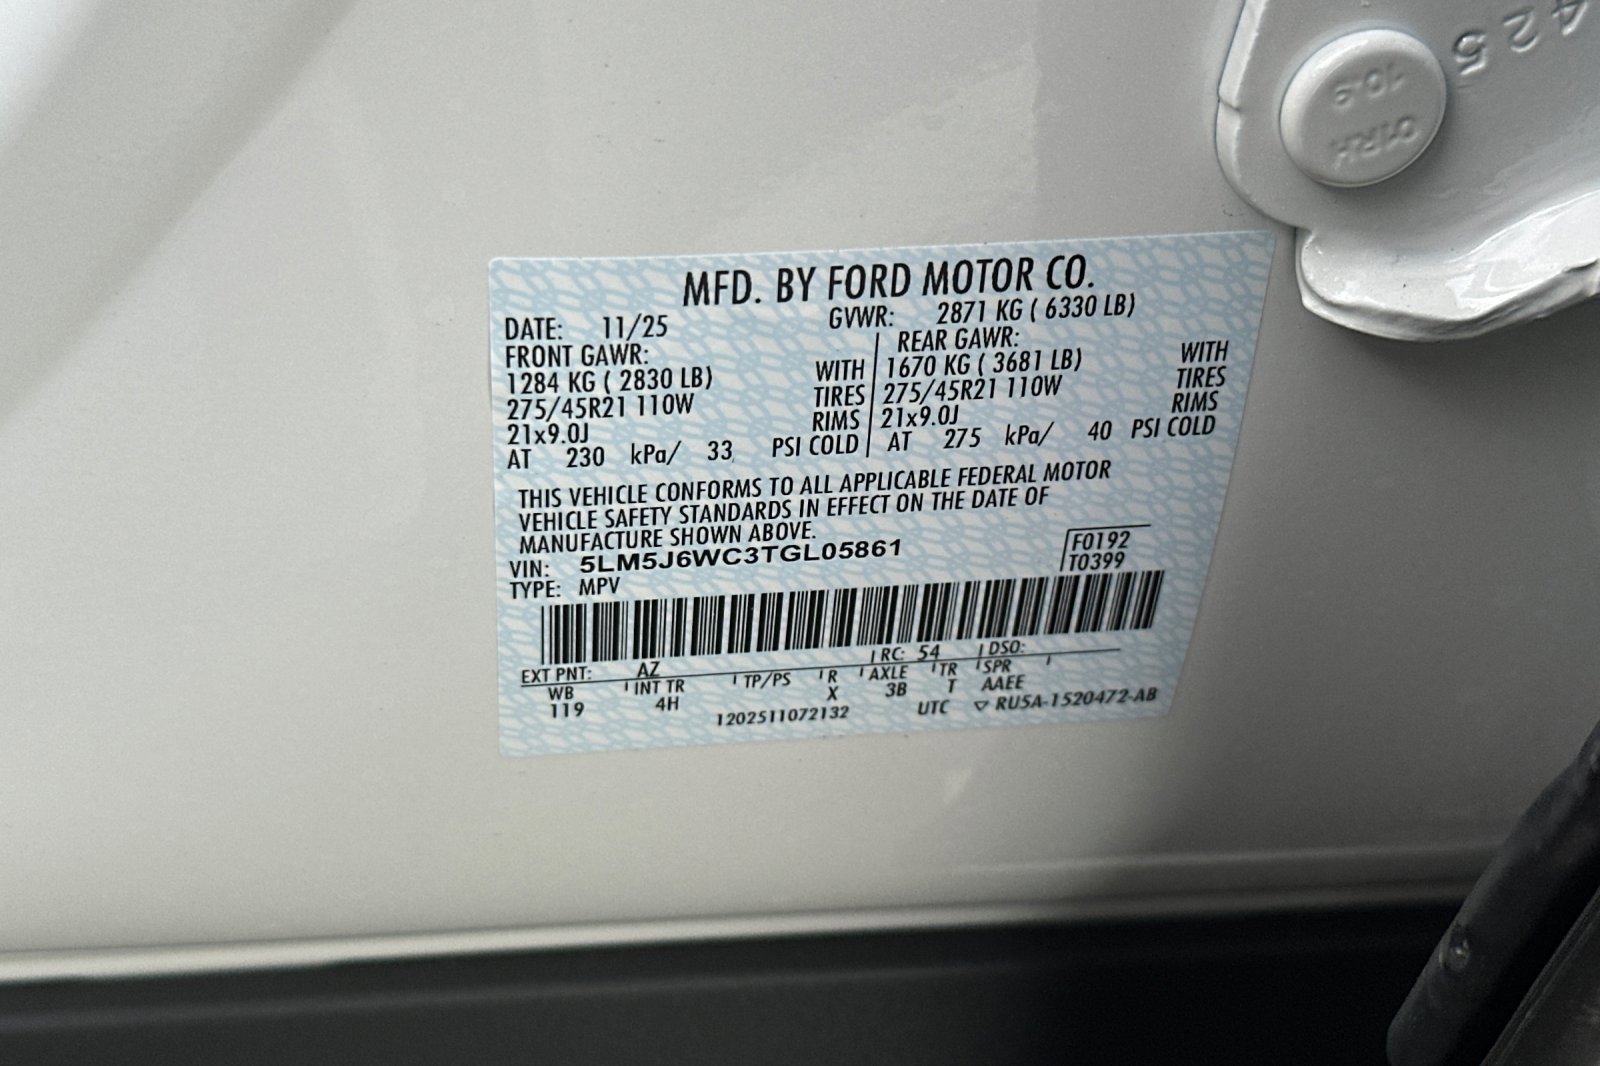 425
10.9
01RH
MFD. BY FORD MOTOR CO.
DATE: 11/25 GVWR: 2871 KG ( 6330 LB)
FRONT GAWR: REAR GAWR:
1284 KG ( 2830 LB) WITH 1670 KG ( 3681 LB) WITH
275/45R21 110W TIRES 275/45R21 110W TIRES
21x9.0J RIMS 21x9.0J RIMS
AT 230 kPa/ 33 PSI COLD AT 275 kPa/ 40 PSI COLD
THIS VEHICLE CONFORMS TO ALL APPLICABLE FEDERAL MOTOR
VEHICLE SAFETY STANDARDS IN EFFECT ON THE DATE OF
MANUFACTURE SHOWN ABOVE.
VIN: 5LM5J6WC3TGL05861 F0192
TYPE: MPV T0399
EXT PNT: AZ RC: 54 DSO:
WB INT TR TP/PS R AXLE TR SPR
119 4H X 3B T AAEE
1202511072132 UTC ▽ RU5A-1520472-AB